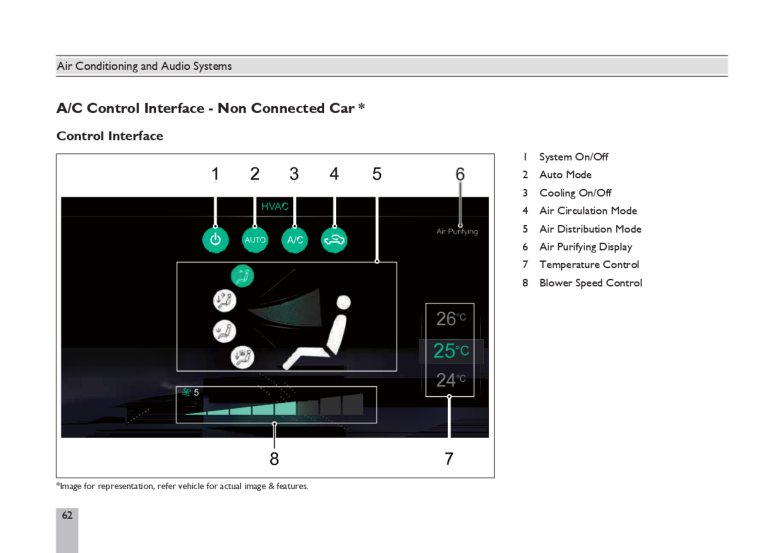 Air Conditioning and Audio Systems
A/C Control Interface - Non Connected Car *
Control Interface
1 2 3 4 5 6
HVAC
AUTO A/C
Air Purifying
26°C
25°C
24°C
5
8 7
1 System On/Off
2 Auto Mode
3 Cooling On/Off
4 Air Circulation Mode
5 Air Distribution Mode
6 Air Purifying Display
7 Temperature Control
8 Blower Speed Control
*Image for representation, refer vehicle for actual image & features.
62